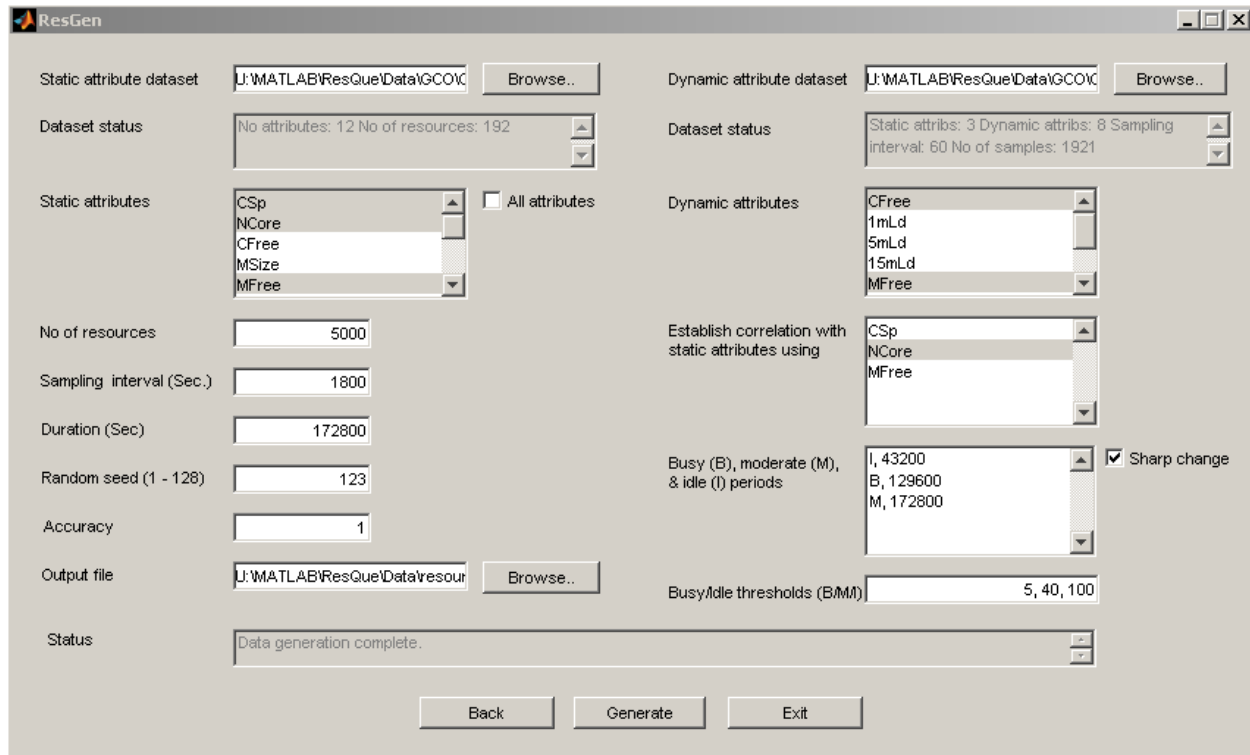 ResGen
Static attribute dataset
U:\MATLAB\ResQue\Data\GCO\
Browse..
Dynamic attribute dataset
U:\MATLAB\ResQue\Data\GCO\
Browse..
Dataset status
No attributes: 12 No of resources: 192
Dataset status
Static attribs: 3 Dynamic attribs: 8 Sampling
interval: 60 No of samples: 1921
Static attributes
CSp
NCore
CFree
MSize
MFree
All attributes
Dynamic attributes
CFree
1mLd
5mLd
15mLd
MFree
No of resources
5000
Establish correlation with
static attributes using
CSp
NCore
MFree
Sampling interval (Sec.)
1800
Duration (Sec)
172800
Random seed (1 - 128)
123
Busy (B), moderate (M),
& idle (I) periods
I, 43200
B, 129600
M, 172800
Sharp change
Accuracy
1
Output file
U:\MATLAB\ResQue\Data\resour
Browse..
Busy/Idle thresholds (B/M/I)
5, 40, 100
Status
Data generation complete.
Back
Generate
Exit